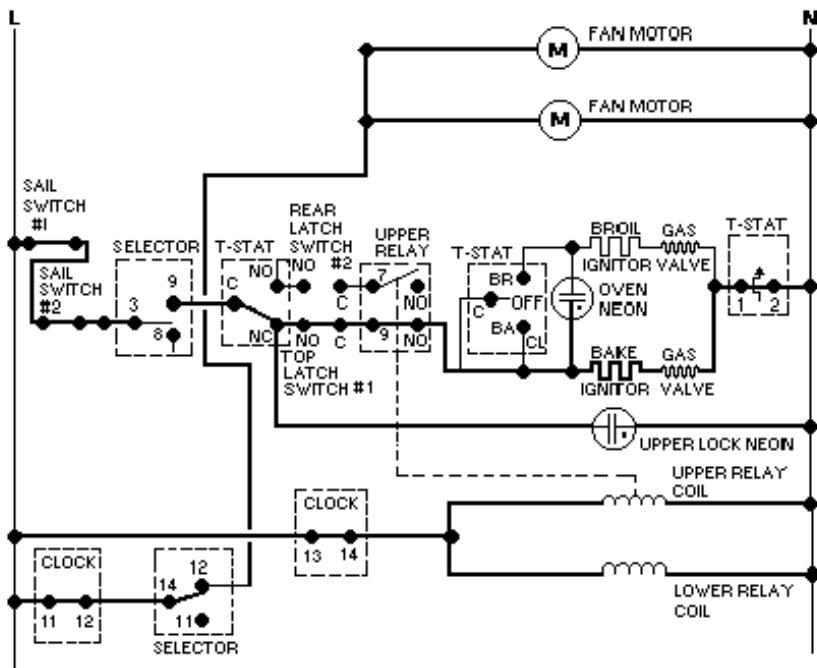 L
N
FAN MOTOR
M
FAN MOTOR
M
SAIL
SWITCH
#1
SAIL
SWITCH
#2
SELECTOR
9
3
8
T-STAT
NO
C
NC
REAR
LATCH
SWITCH #2
NO
C
NO
C
TOP
LATCH
SWITCH #1
UPPER
RELAY
7
NO
9
NO
T-STAT
BR
C
OFF
BA
CL
BROIL
IGNITOR
GAS
VALVE
OVEN
NEON
BAIKE
IGNITOR
GAS
VALVE
T-STAT
1
2
UPPER LOCK NEOIN
UPPER RELAY
COIL
CLOCK
13
14
LOWER RELAY
COIL
CLOCK
11
12
12
14
11
SELECTOR